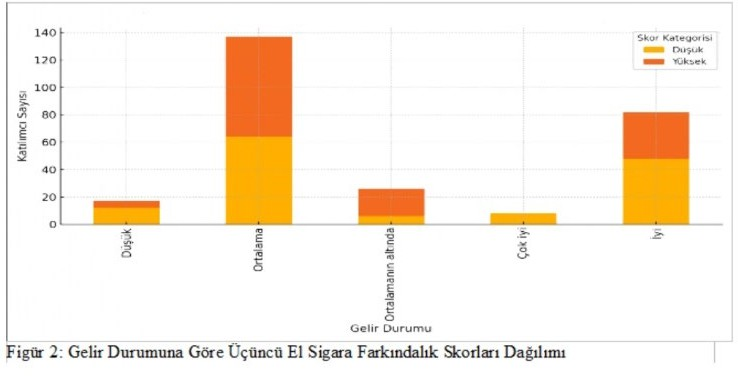 140
120
100
80
60
40
20
0
Katılımcı Sayısı
Skor Kategorisi
Düşük
Yüksek
Düşük
Ortalama
Ortalamanın altında
Çok iyi
İyi
Gelir Durumu
Figür 2: Gelir Durumuna Göre Üçüncü El Sigara Farkındalık Skorları Dağılımı